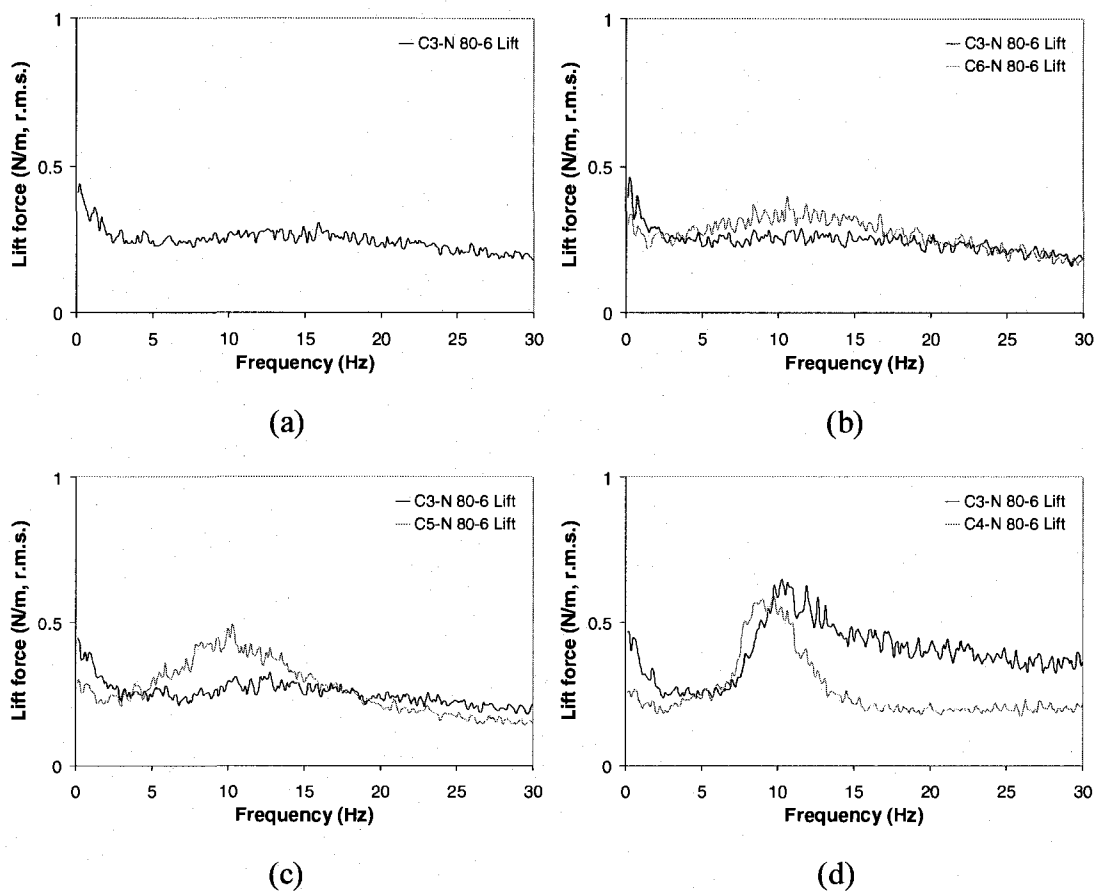 1
C3-N 80-6 Lift
Lift force (N/m, r.m.s.)
0.5
0
0 5 10 15 20 25 30
Frequency (Hz)
(a)
1
C3-N 80-6 Lift
C6-N 80-6 Lift
Lift force (N/m, r.m.s.)
0.5
0
0 5 10 15 20 25 30
Frequency (Hz)
(b)
1
C3-N 80-6 Lift
C5-N 80-6 Lift
Lift force (N/m, r.m.s.)
0.5
0
0 5 10 15 20 25 30
Frequency (Hz)
(c)
1
C3-N 80-6 Lift
C4-N 80-6 Lift
Lift force (N/m, r.m.s.)
0.5
0
0 5 10 15 20 25 30
Frequency (Hz)
(d)